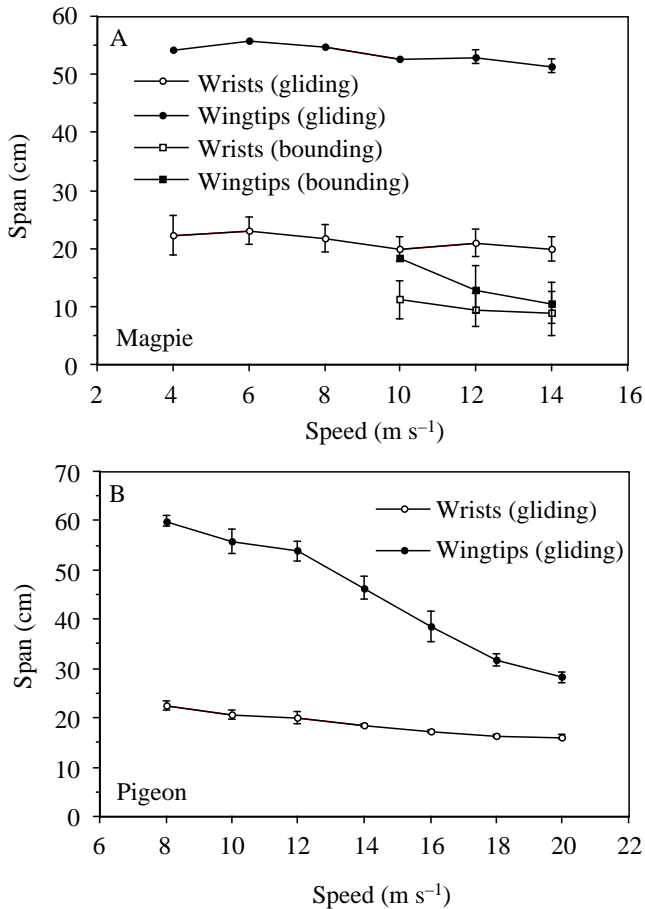 60
A
50
Wrists (gliding)
40
Wingtips (gliding)
Wrists (bounding)
30
Wingtips (bounding)
Span (cm)
20
10
Magpie
0
2 4 6 8 10 12 14 16
Speed (m s–1)
70
B
60
Wrists (gliding)
Wingtips (gliding)
50
40
Span (cm)
30
20
10
Pigeon
0
6 8 10 12 14 16 18 20 22
Speed (m s–1)